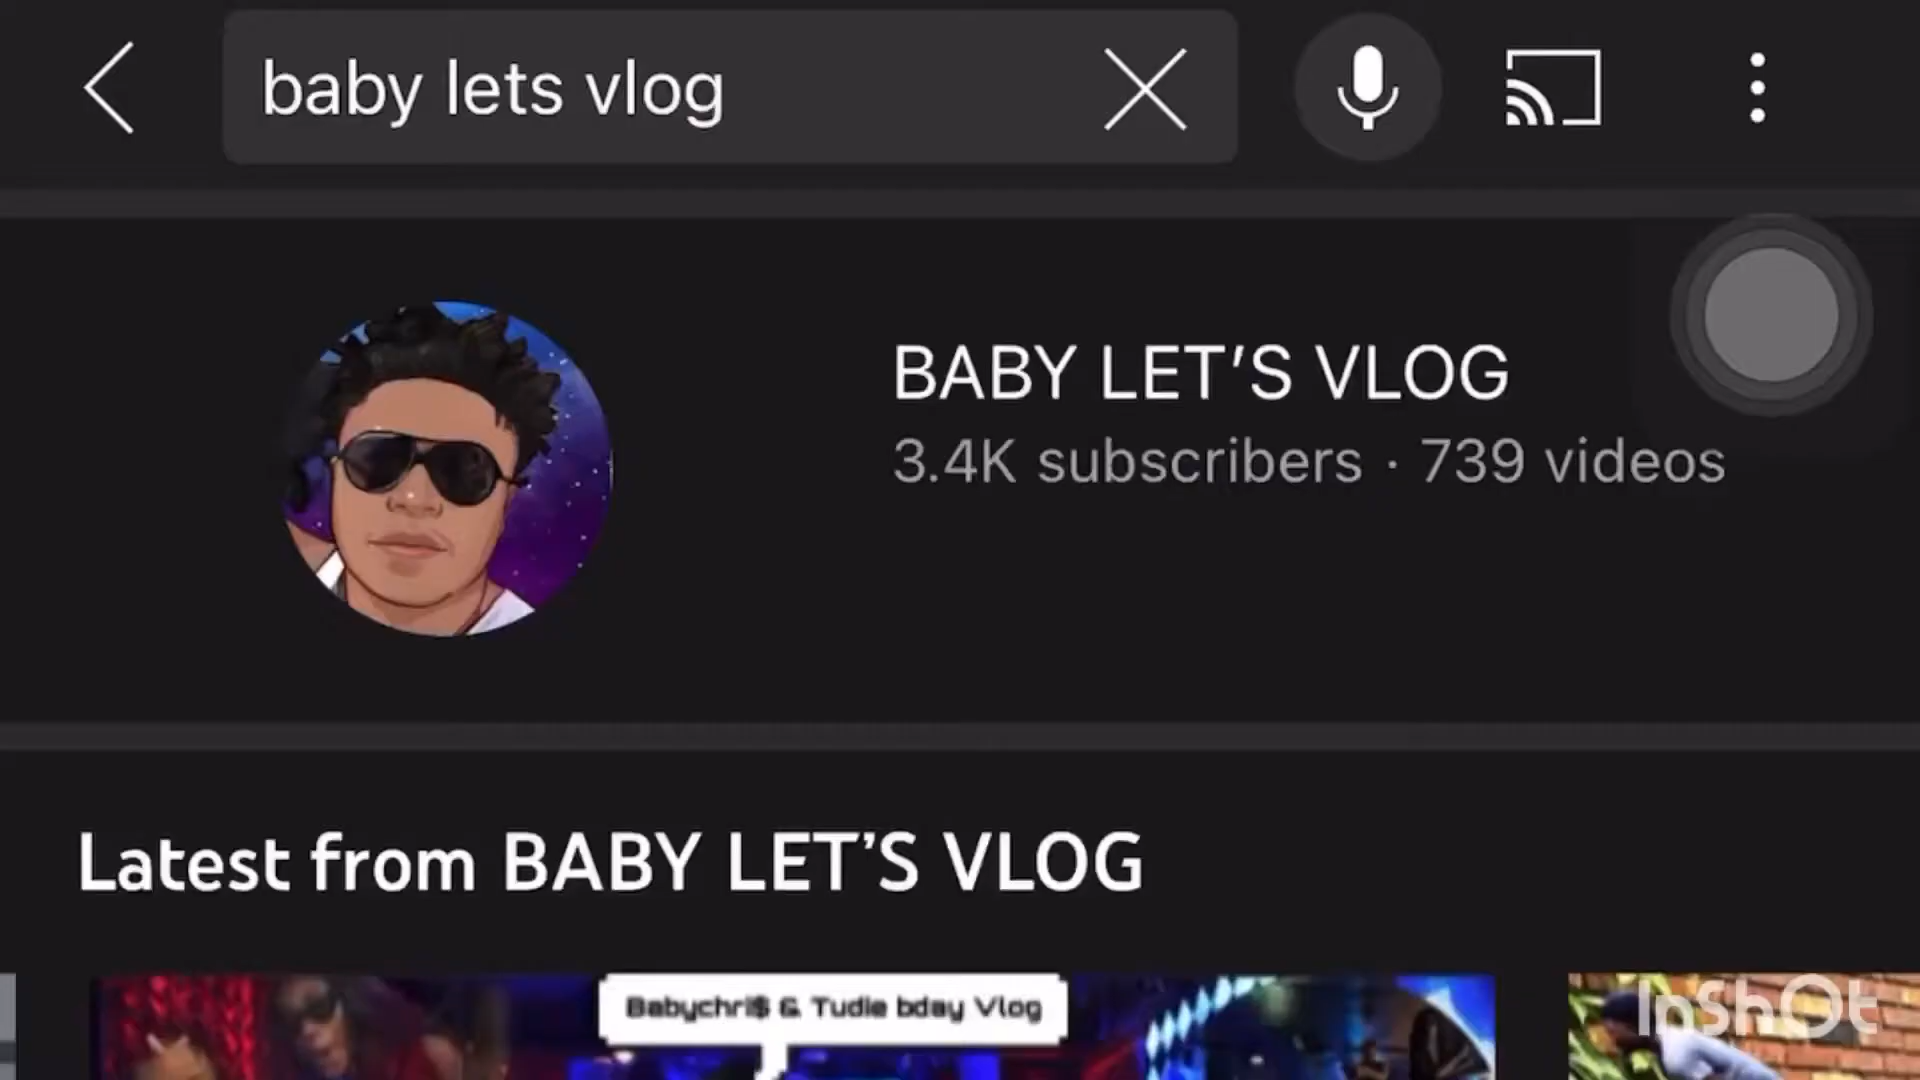 baby lets vlog
BABY LET'S VLOG
3.4K subscribers · 739 videos
Latest from BABY LET'S VLOG
Babychri$ & Tudie bday Vlog
InShOt